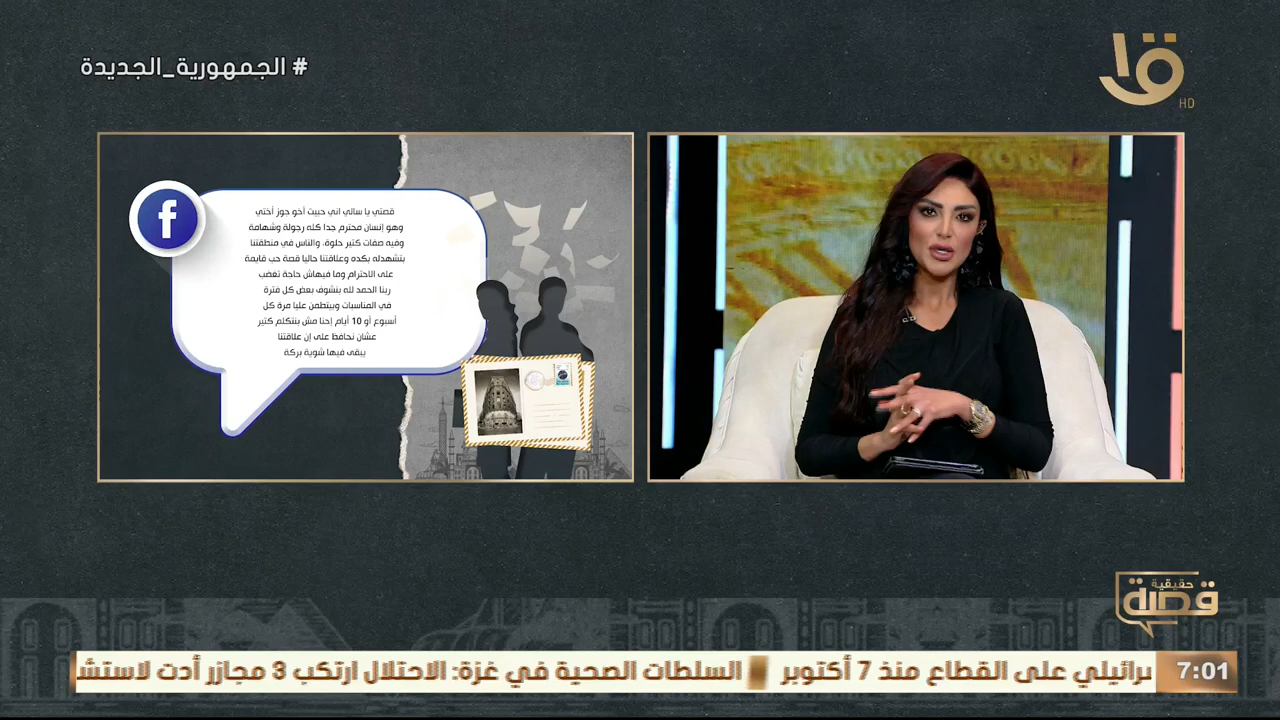 # الجمهورية_الجديدة
HD
f
قصتي يا سالي اني حبيت أخو جوز أختي
وهو إنسان محترم جدا كله رجولة وشهامة
وفيه صفات كتير حلوة، والناس في منطقتنا
بتشهدله بكده وعلاقتنا حاليا قصة حب قايمة
على الاحترام وما فيهاش حاجة تغضب
ربنا الحمد لله بنشوف بعض كل فترة
في المناسبات وبيتطمن عليا مرة كل
أسبوع أو 10 أيام إحنا مش بنتكلم كتير
عشان نحافظ على إن علاقتنا
يبقى فيها شوية بركة
قصة حقيقية
برائيلي على القطاع منذ 7 أكتوبر السلطات الصحية في غزة: الاحتلال ارتكب 3 مجازر أدت لاستش
7:01